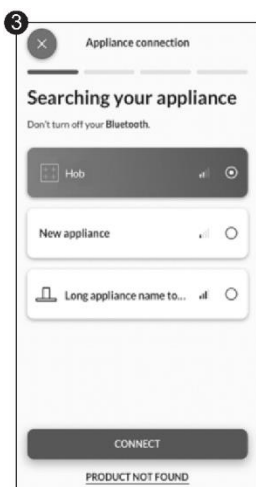 3
Appliance connection
Searching your appliance
Don't turn off your Bluetooth.
Hob
New appliance
Long appliance name to...
CONNECT
PRODUCT NOT FOUND